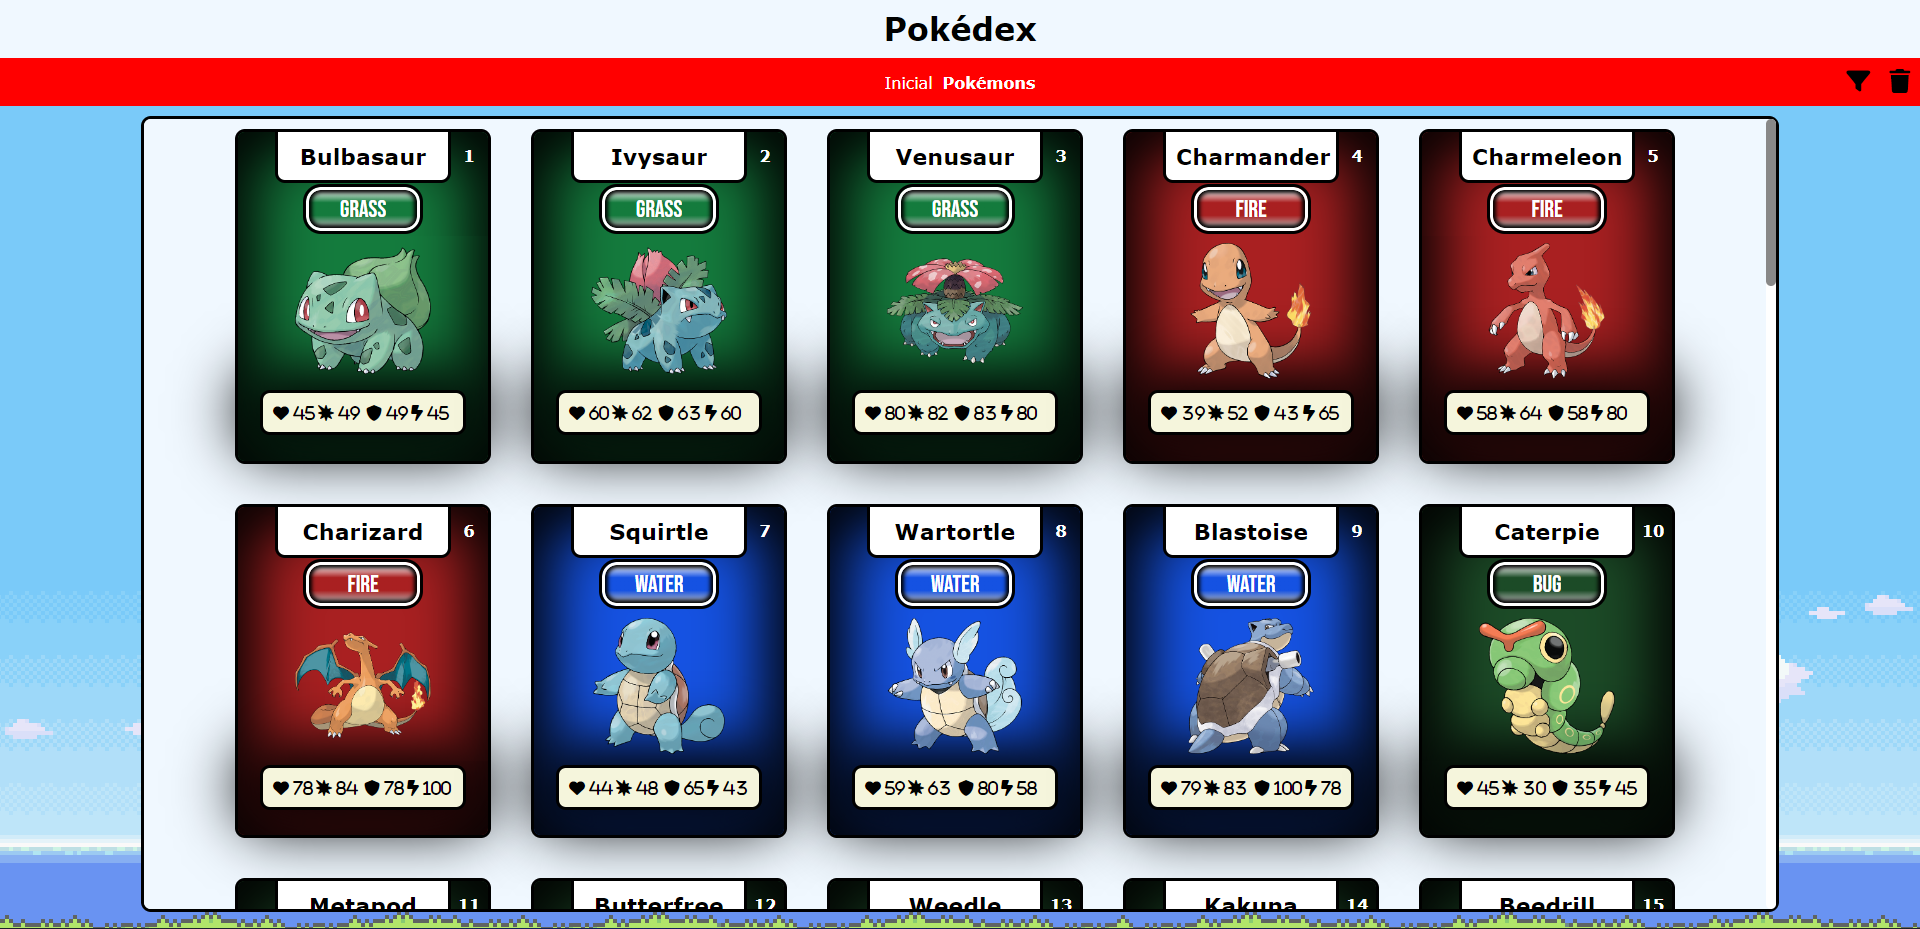 Pokédex
Inicial Pokémons
Bulbasaur 1
GRASS
45 49 49 45
Ivysaur 2
GRASS
60 62 63 60
Venusaur 3
GRASS
80 82 83 80
Charmander 4
FIRE
39 52 43 65
Charmeleon 5
FIRE
58 64 58 80
Charizard 6
FIRE
78 84 78 100
Squirtle 7
WATER
44 48 65 43
Wartortle 8
WATER
59 63 80 58
Blastoise 9
WATER
79 83 100 78
Caterpie 10
BUG
45 30 35 45
Metapod 11
Butterfree 12
Weedle 13
Kakuna 14
Beedrill 15